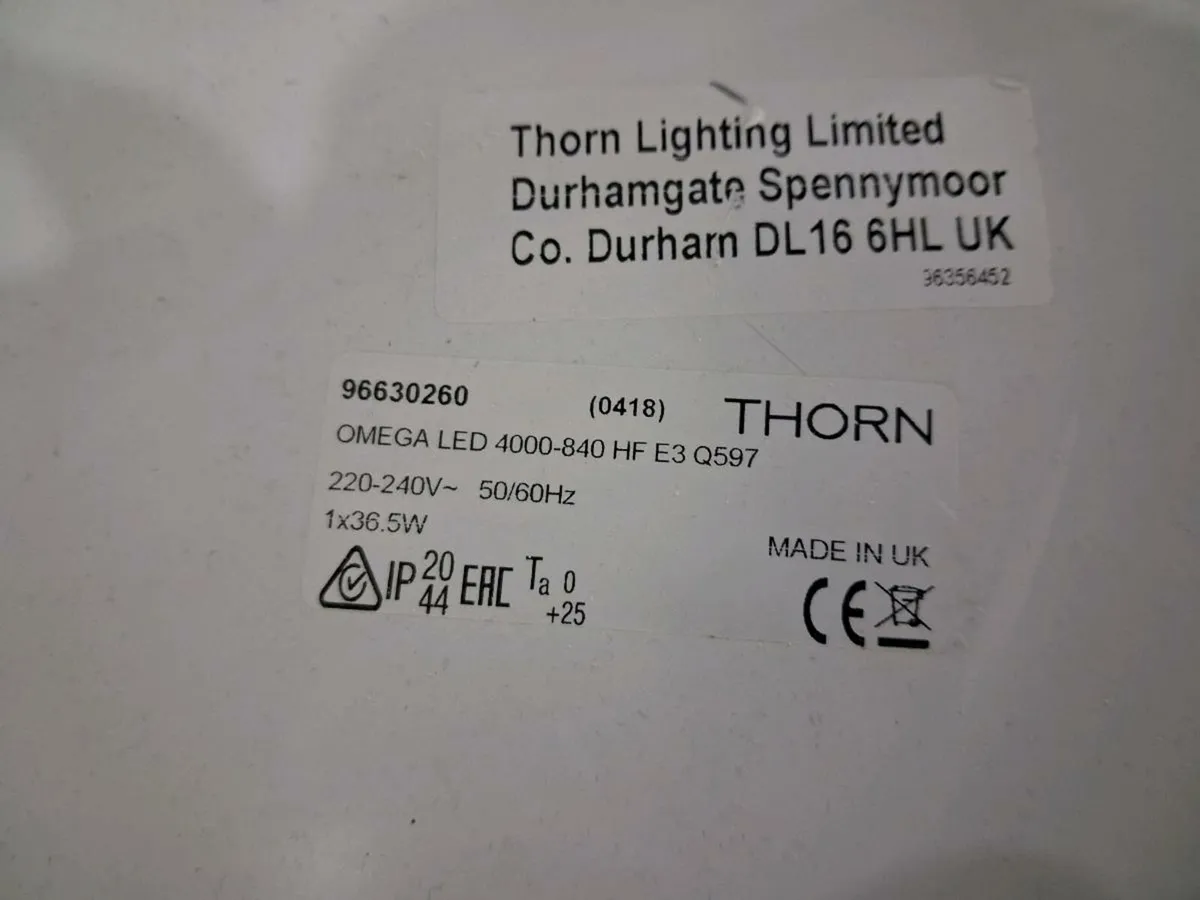 Thorn Lighting Limited
Durhamgate Spennymoor
Co. Durham DL16 6HL UK
96356452
96630260 (0418) THORN
OMEGA LED 4000-840 HF E3 Q597
220-240V~ 50/60Hz
1x36.5W
MADE IN UK
IP 20 44 EAC Ta 0 +25
CE